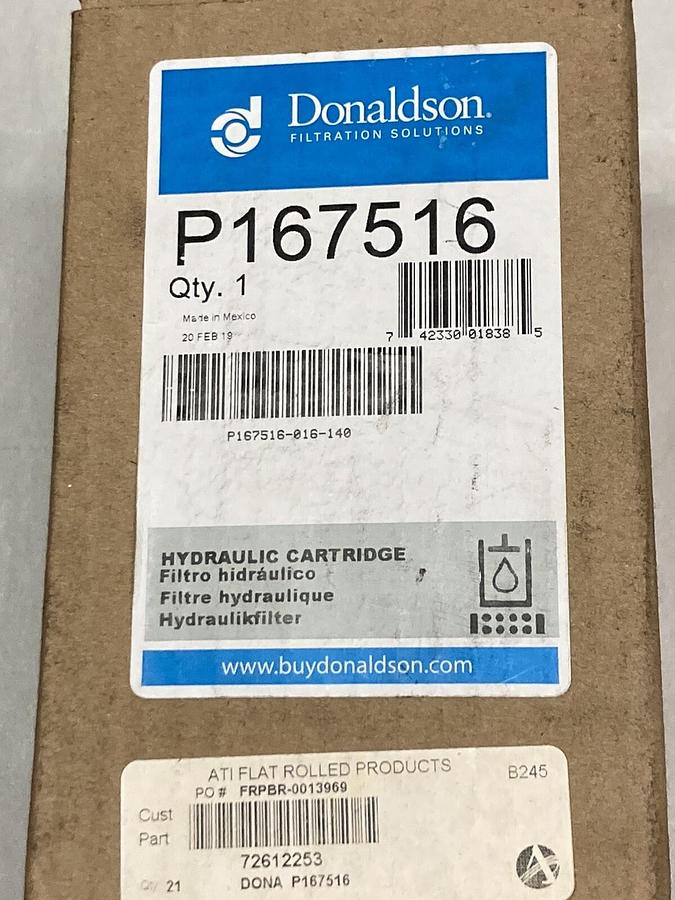 Donaldson®
FILTRATION SOLUTIONS
P167516
Qty. 1
Made in Mexico
20 FEB 19
7 42330 01838 5
P167516-016-140
HYDRAULIC CARTRIDGE
Filtro hidráulico
Filtre hydraulique
Hydraulikfilter
www.buydonaldson.com
ATI FLAT ROLLED PRODUCTS B245
PO# FRPBR-0013969
Cust
Part
72612253
Qty 21 DONA P167516